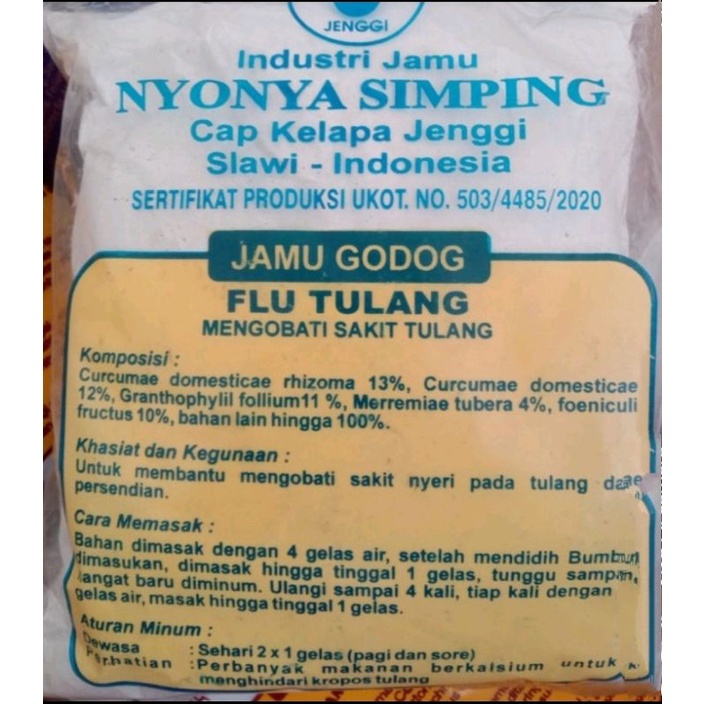 JENGGI
Industri Jamu
NYONYA SIMPING
Cap Kelapa Jenggi
Slawi - Indonesia
SERTIFIKAT PRODUKSI UKOT. NO. 503/4485/2020
JAMU GODOG
FLU TULANG
MENGOBATI SAKIT TULANG
Komposisi :
Curcumae domesticae rhizoma 13%, Curcumae domesticae
12%, Granthophylil follium11 %, Merremiae tubera 4%, foeniculi
fructus 10%, bahan lain hingga 100%.
Khasiat dan Kegunaan :
Untuk membantu mengobati sakit nyeri pada tulang
persendian.
Cara Memasak :
Bahan dimasak dengan 4 gelas air, setelah mendidih
dimasukan, dimasak hingga tinggal 1 gelas, tunggu
angat baru diminum. Ulangi sampai 4 kali, tiap kali dengan
gelas air, masak hingga tinggal 1 gelas.
Aturan Minum :
Dewasa : Sehari 2 x 1 gelas (pagi dan sore)
Perhatian : Perbanyak makanan berkalsium untuk
menghindari kropos tulang